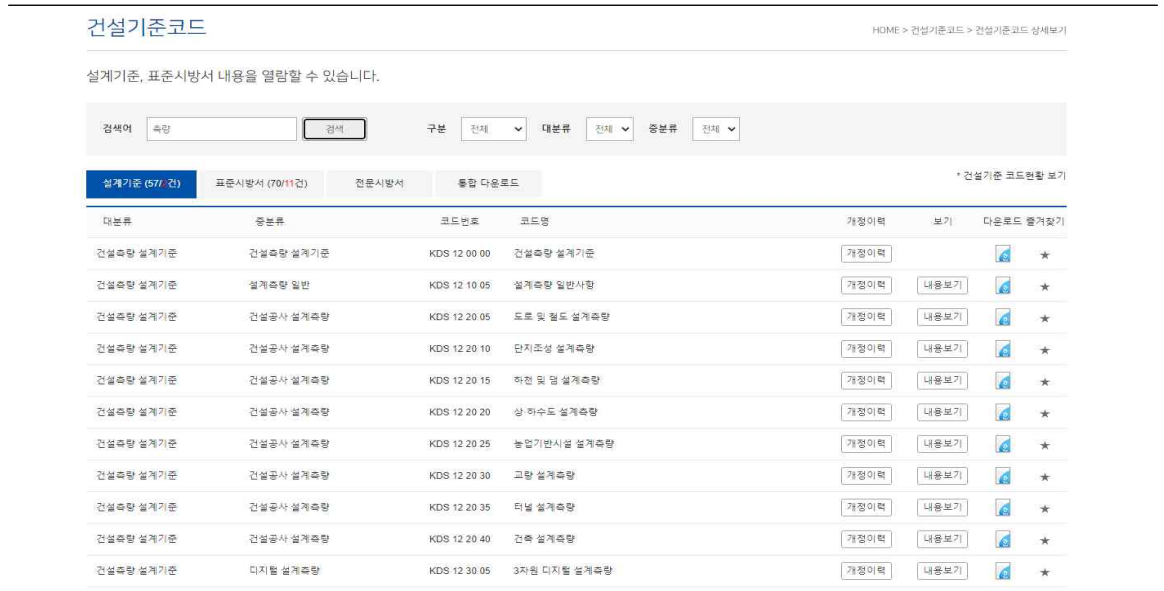 건설기준코드
HOME > 건설기준코드 > 건설기준코드 상세보기
설계기준, 표준시방서 내용을 열람할 수 있습니다.
검색어 측량 검색 구분 전체 대분류 전체 중분류 전체
설계기준 (57/건) 표준시방서 (70/11건) 전문시방서 통합 다운로드 * 건설기준 코드현황 보기
대분류 중분류 코드번호 코드명 개정이력 보기 다운로드 즐겨찾기
건설측량 설계기준 건설측량 설계기준 KDS 12 00 00 건설측량 설계기준 개정이력
건설측량 설계기준 설계측량 일반 KDS 12 10 05 설계측량 일반사항 개정이력 내용보기
건설측량 설계기준 건설공사 설계측량 KDS 12 20 05 도로 및 철도 설계측량 개정이력 내용보기
건설측량 설계기준 건설공사 설계측량 KDS 12 20 10 단지조성 설계측량 개정이력 내용보기
건설측량 설계기준 건설공사 설계측량 KDS 12 20 15 하천 및 댐 설계측량 개정이력 내용보기
건설측량 설계기준 건설공사 설계측량 KDS 12 20 20 상·하수도 설계측량 개정이력 내용보기
건설측량 설계기준 건설공사 설계측량 KDS 12 20 25 농업기반시설 설계측량 개정이력 내용보기
건설측량 설계기준 건설공사 설계측량 KDS 12 20 30 교량 설계측량 개정이력 내용보기
건설측량 설계기준 건설공사 설계측량 KDS 12 20 35 터널 설계측량 개정이력 내용보기
건설측량 설계기준 건설공사 설계측량 KDS 12 20 40 건축 설계측량 개정이력 내용보기
건설측량 설계기준 디지털 설계측량 KDS 12 30 05 3차원 디지털 설계측량 개정이력 내용보기